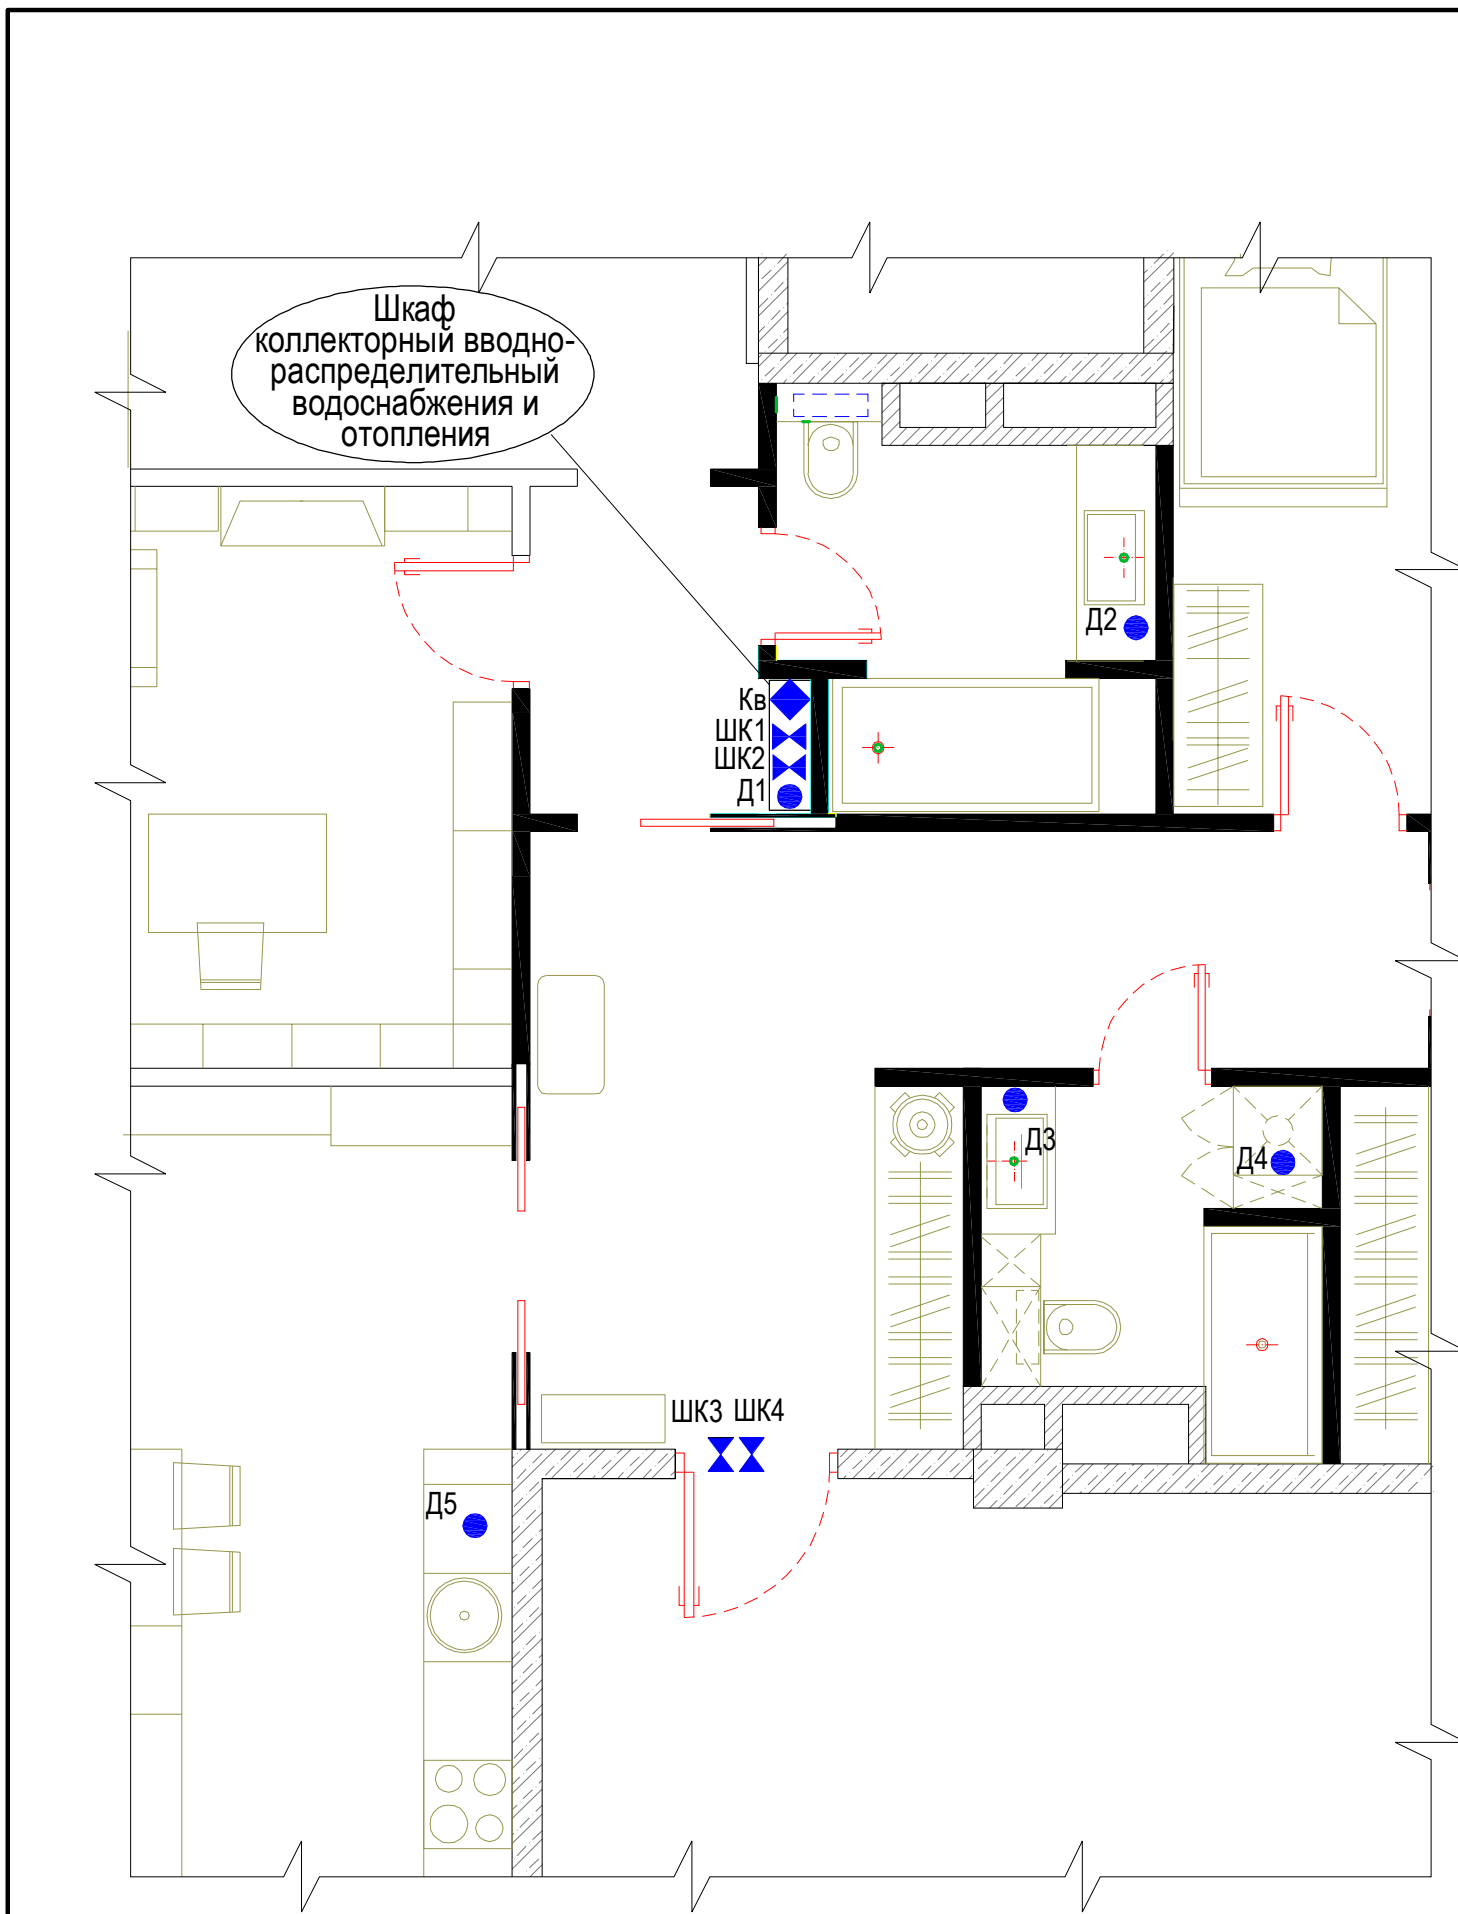 Шкаф
коллекторный вводно-
распределительный
водоснабжения и
отопления
Д2
Кв
ШК1
ШК2
Д1
Д3
Д4
ШК3 ШК4
Д5